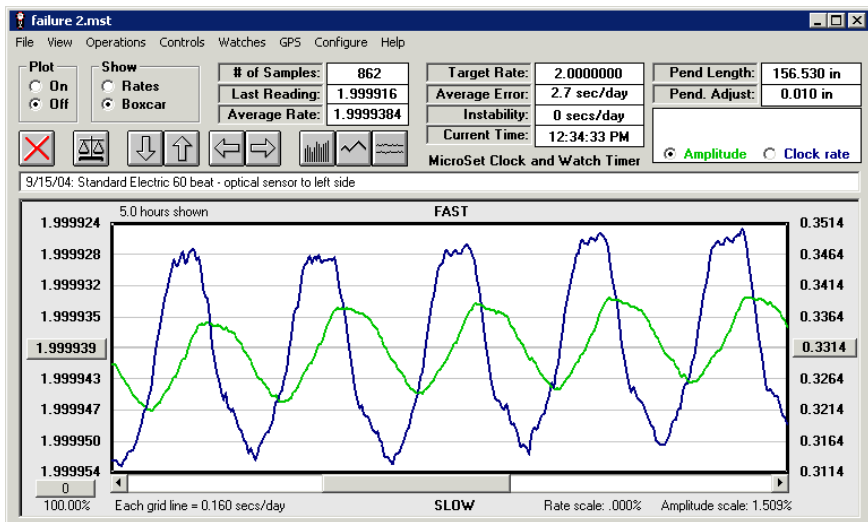 failure 2.mst
File View Operations Controls Watches GPS Configure Help
Plot
On
Off
Show
Rates
Boxcar
# of Samples: 862
Last Reading: 1.999916
Average Rate: 1.9999384
Target Rate: 2.0000000
Average Error: 2.7 sec/day
Instability: 0 secs/day
Current Time: 12:34:33 PM
MicroSet Clock and Watch Timer
Pend Length: 156.530 in
Pend. Adjust: 0.010 in
Amplitude Clock rate
9/15/04: Standard Electric 60 beat - optical sensor to left side
5.0 hours shown FAST
1.999924 0.3514
1.999928 0.3464
1.999932 0.3414
1.999935 0.3364
1.999939 0.3314
1.999943 0.3264
1.999947 0.3214
1.999950 0.3164
1.999954 0.3114
0
100.00% Each grid line = 0.160 secs/day SLOW Rate scale: .000% Amplitude scale: 1.509%